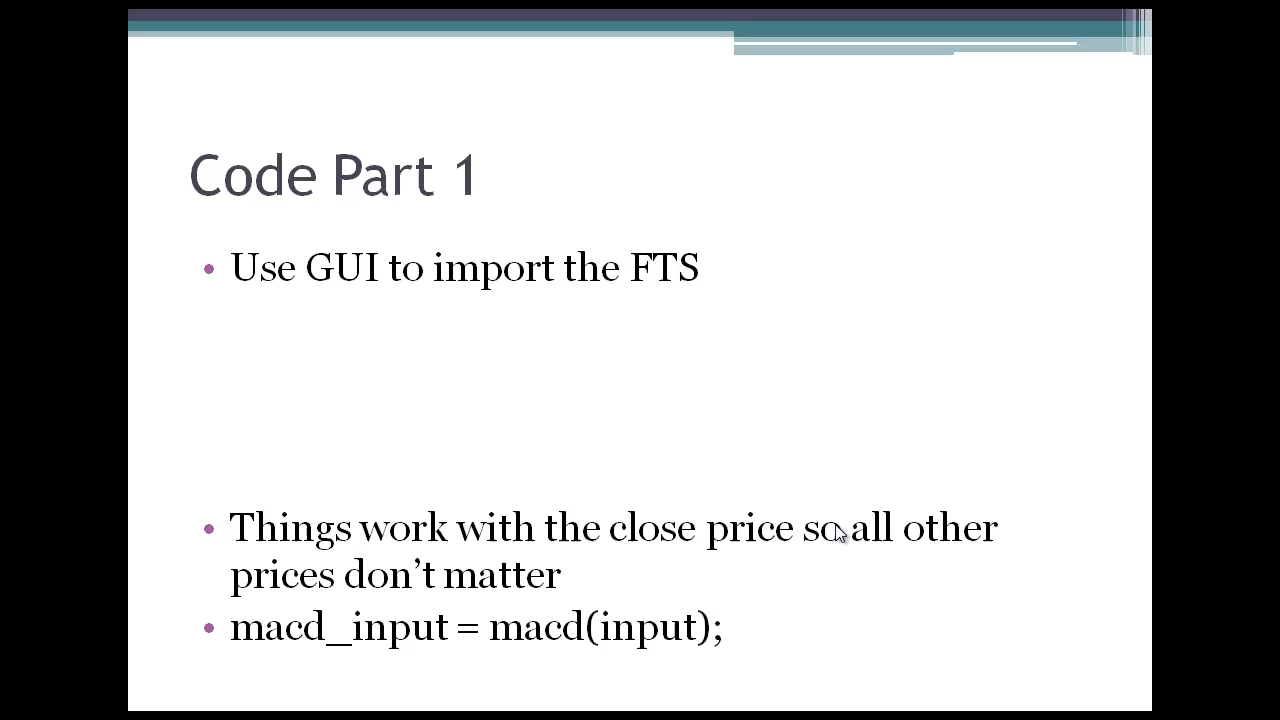 Code Part 1
• Use GUI to import the FTS
• Things work with the close price so all other
prices don’t matter
• macd_input = macd(input);